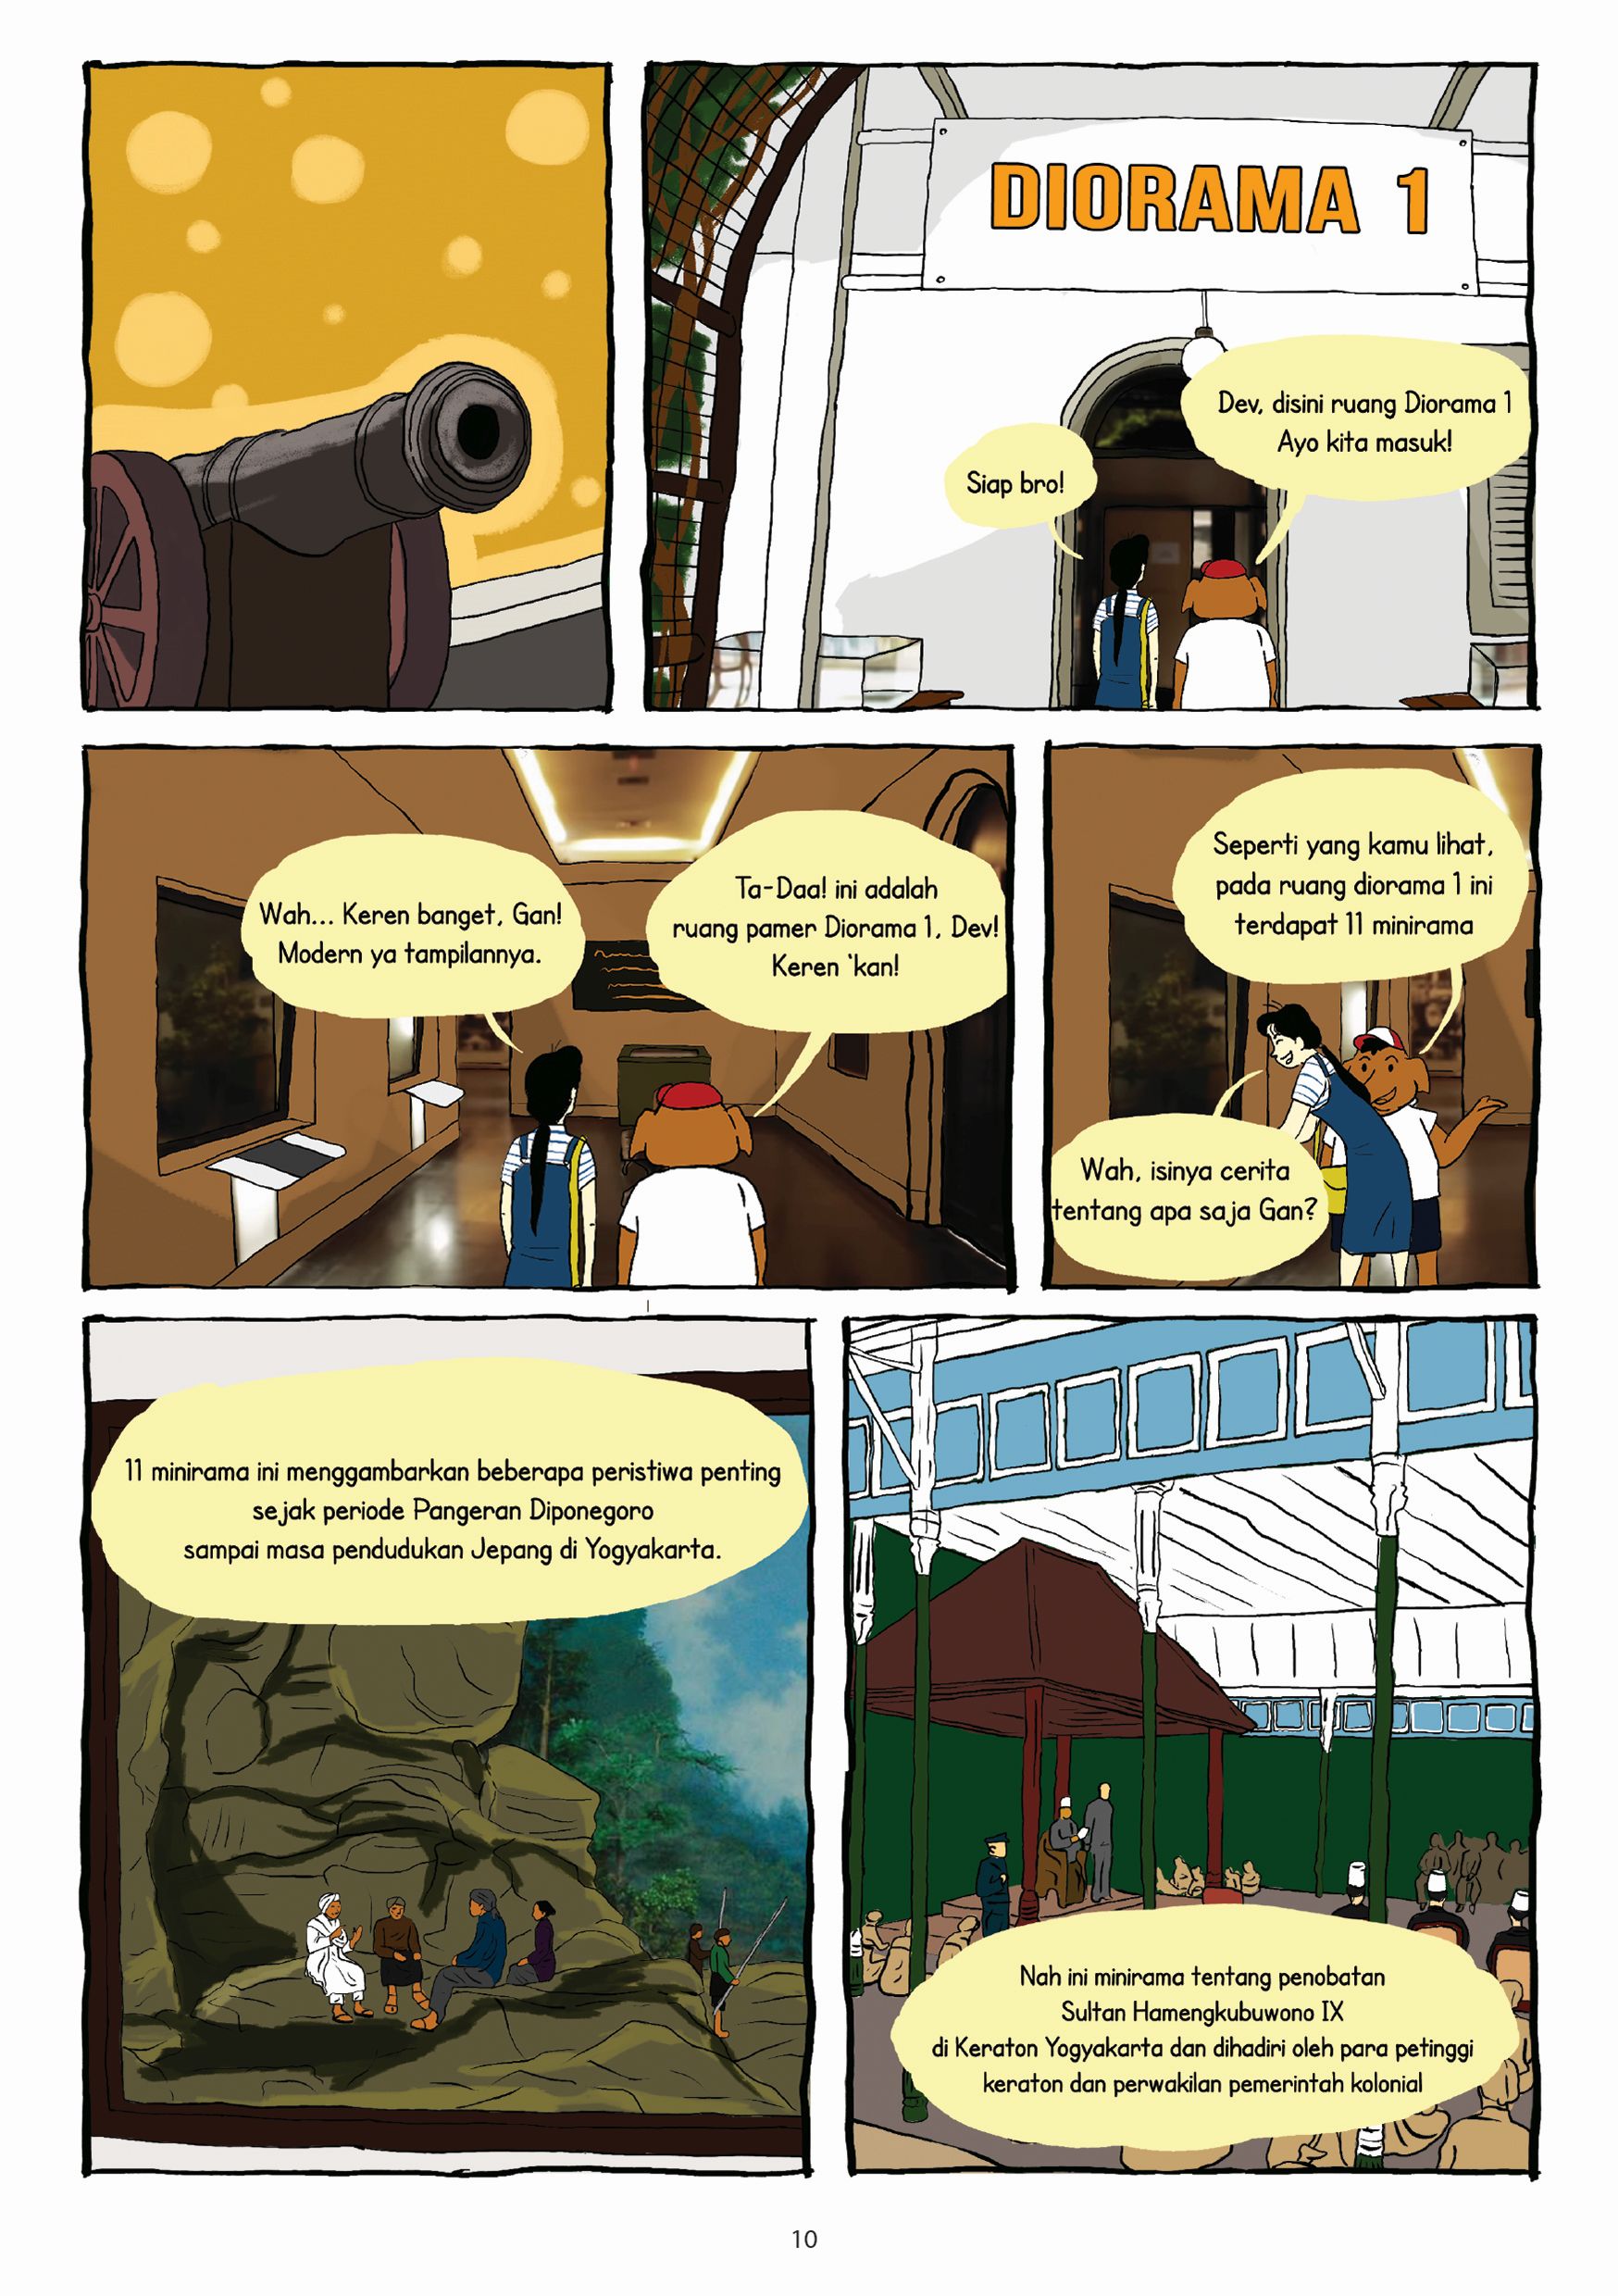 DIORAMA 1
Dev, disini ruang Diorama 1
Ayo kita masuk!
Siap bro!
Wah... Keren banget, Gan!
Modern ya tampilannya.
Ta-Daa! ini adalah
ruang pamer Diorama 1, Dev!
Keren ‘kan!
Seperti yang kamu lihat,
pada ruang diorama 1 ini
terdapat 11 minirama
Wah, isinya cerita
tentang apa saja Gan?
11 minirama ini menggambarkan beberapa peristiwa penting
sejak periode Pangeran Diponegoro
sampai masa pendudukan Jepang di Yogyakarta.
Nah ini minirama tentang penobatan
Sultan Hamengkubuwono IX
di Keraton Yogyakarta dan dihadiri oleh para petinggi
keraton dan perwakilan pemerintah kolonial
10